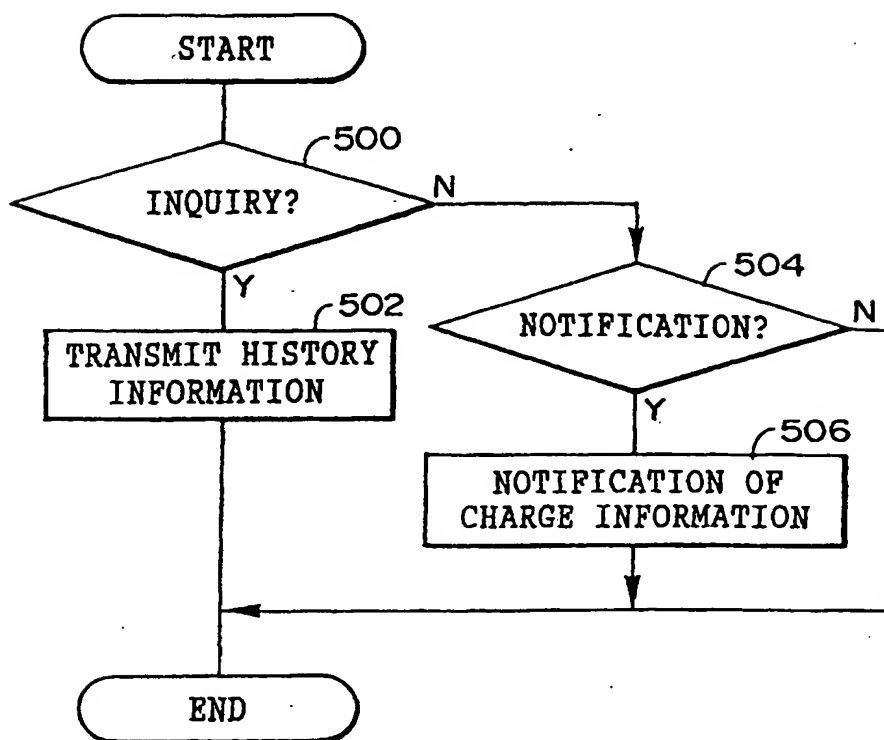 START
500
INQUIRY?
N
Y
504
NOTIFICATION?
N
Y
502
TRANSMIT HISTORY
INFORMATION
506
NOTIFICATION OF
CHARGE INFORMATION
END